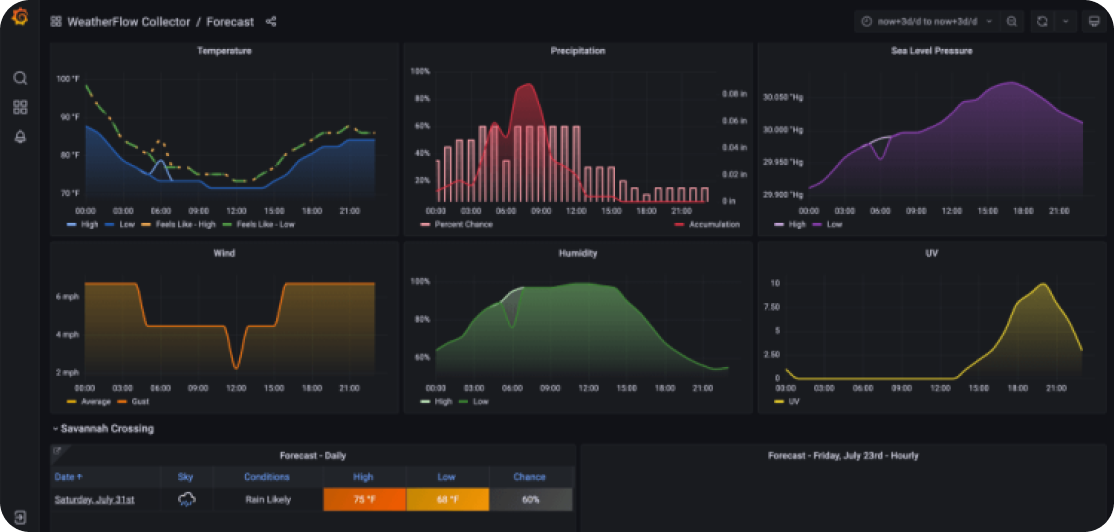 WeatherFlow Collector / Forecast
now+3d/d to now+3d/d
Temperature
100 °F
90 °F
80 °F
70 °F
00:00 03:00 06:00 09:00 12:00 15:00 18:00 21:00
High Low Feels Like - High Feels Like - Low
Precipitation
100%
80%
60%
40%
20%
0.08 in
0.06 in
0.04 in
0.02 in
0 in
00:00 03:00 06:00 09:00 12:00 15:00 18:00 21:00
Percent Chance Accumulation
Sea Level Pressure
30.050 "Hg
30.000 "Hg
29.950 "Hg
29.900 "Hg
00:00 03:00 06:00 09:00 12:00 15:00 18:00 21:00
High Low
Wind
6 mph
4 mph
2 mph
00:00 03:00 06:00 09:00 12:00 15:00 18:00 21:00
Average Gust
Humidity
100%
80%
60%
00:00 03:00 06:00 09:00 12:00 15:00 18:00 21:00
High Low
UV
10
7.50
5
2.50
0
00:00 03:00 06:00 09:00 12:00 15:00 18:00 21:00
UV
Savannah Crossing
Forecast - Daily
Date Sky Conditions High Low Chance
Saturday, July 31st Rain Likely 75 °F 68 °F 60%
Forecast - Friday, July 23rd - Hourly